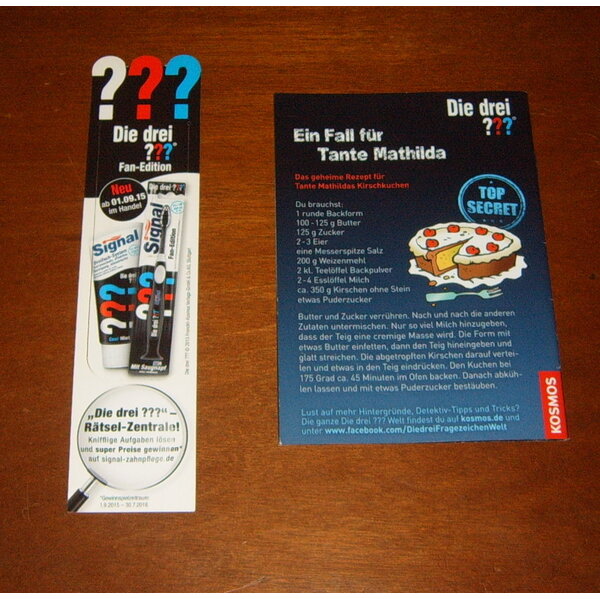 ???
Die drei
???*
Fan-Edition
Neu
ab 01.09.15
im Handel
Die drei ???
Signal
Fan-Edition
Signal
Die drei
???
Cool Mint
Die drei ???
Mit Saugnapf
„Die drei ???“ –
Rätsel-Zentrale!
Knifflige Aufgaben lösen
und super Preise gewinnen*
auf signal-zahnpflege.de
*Gewinnspielzeitraum:
1.9.2015 – 30.7.2016
Die drei
???®
Ein Fall für
Tante Mathilda
Das geheime Rezept für
Tante Mathildas Kirschkuchen
TOP
SECRET
Du brauchst:
1 runde Backform
100 - 125 g Butter
125 g Zucker
2 - 3 Eier
eine Messerspitze Salz
200 g Weizenmehl
2 kl. Teelöffel Backpulver
2 - 4 Esslöffel Milch
ca. 350 g Kirschen ohne Stein
etwas Puderzucker
Butter und Zucker verrühren. Nach und nach die anderen
Zutaten untermischen. Nur so viel Milch hinzugeben,
dass der Teig eine cremige Masse wird. Die Form mit
etwas Butter einfetten, dann den Teig hineingeben und
glatt streichen. Die abgetropften Kirschen darauf vertei-
len und etwas in den Teig eindrücken. Den Kuchen bei
175 Grad ca. 45 Minuten im Ofen backen. Danach abküh-
len lassen und mit etwas Puderzucker bestäuben.
Lust auf mehr Hintergründe, Detektiv-Tipps und Tricks?
Die ganze Die drei ??? Welt findest du auf kosmos.de und
unter www.facebook.com/DiedreiFragezeichenWelt
KOSMOS